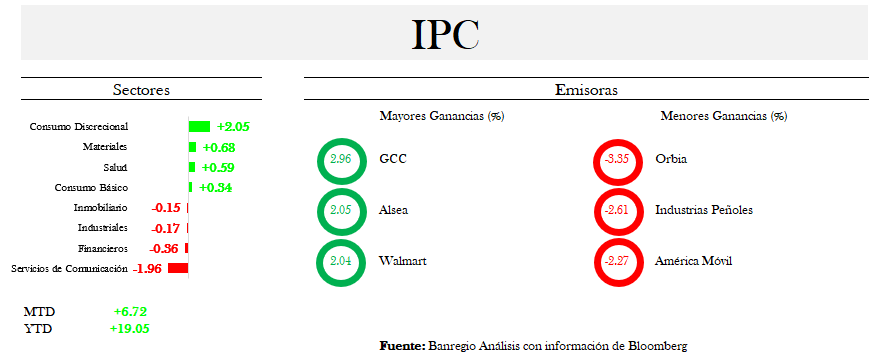 IPC
Sectores
Consumo Discrecional +2.05
Materiales +0.68
Salud +0.59
Consumo Básico +0.34
Inmobiliario -0.15
Industriales -0.17
Financieros -0.36
Servicios de Comunicación -1.96
MTD +6.72
YTD +19.05
Emisoras
Mayores Ganancias (%)
2.96 GCC
2.05 Alsea
2.04 Walmart
Menores Ganancias (%)
-3.35 Orbia
-2.61 Industrias Peñoles
-2.27 América Móvil
Fuente: Banregio Análisis con información de Bloomberg